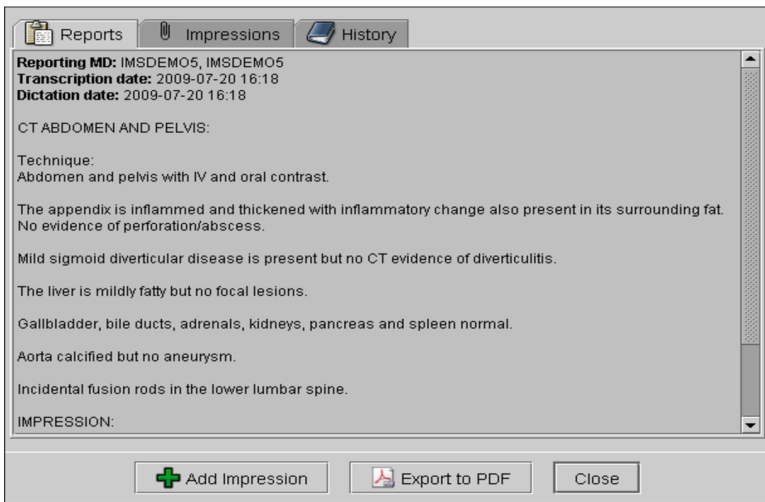 Reports
Impressions
History
Reporting MD: IMSDEMO5, IMSDEMO5
Transcription date: 2009-07-20 16:18
Dictation date: 2009-07-20 16:18
CT ABDOMEN AND PELVIS:
Technique:
Abdomen and pelvis with IV and oral contrast.
The appendix is inflammed and thickened with inflammatory change also present in its surrounding fat.
No evidence of perforation/abscess.
Mild sigmoid diverticular disease is present but no CT evidence of diverticulitis.
The liver is mildly fatty but no focal lesions.
Gallbladder, bile ducts, adrenals, kidneys, pancreas and spleen normal.
Aorta calcified but no aneurysm.
Incidental fusion rods in the lower lumbar spine.
IMPRESSION:
Add Impression
Export to PDF
Close